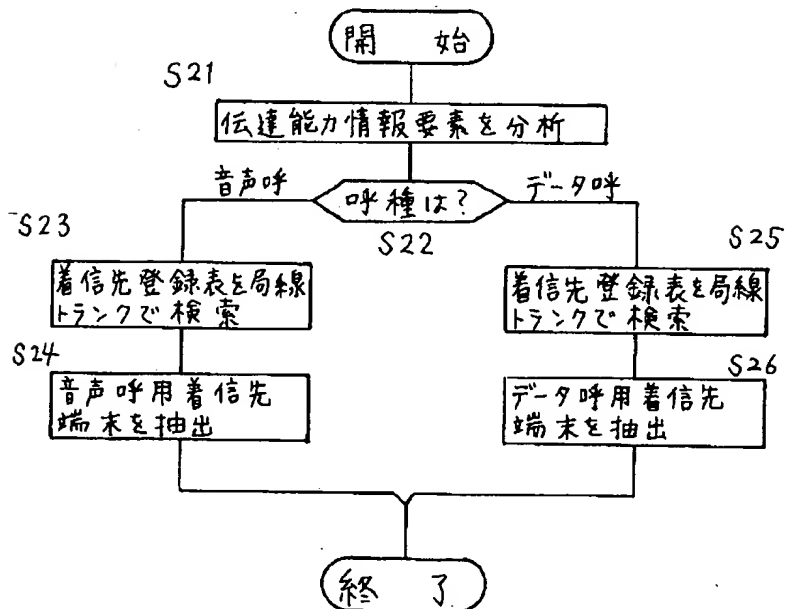 開 始
S21
伝達能力情報要素を分析
音声呼
呼種は?
データ呼
S22
S23
着信先登録表を局線
トランクで検索
S24
音声呼用着信先
端末を抽出
S25
着信先登録表を局線
トランクで検索
S26
データ呼用着信先
端末を抽出
終 了